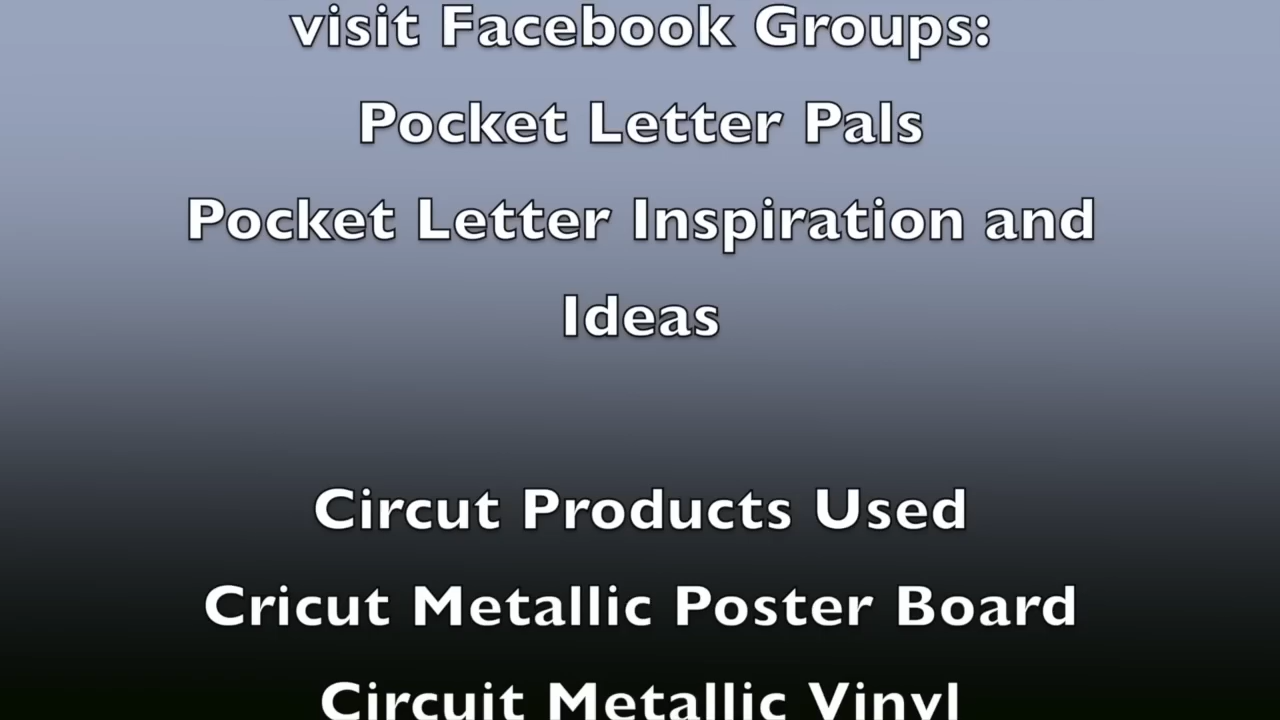 visit Facebook Groups:
Pocket Letter Pals
Pocket Letter Inspiration and
Ideas
Circut Products Used
Cricut Metallic Poster Board
Circuit Metallic Vinyl